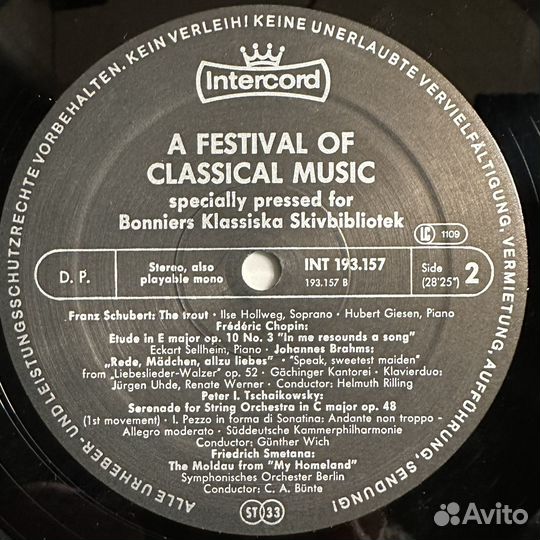 ALLE URHEBER- UND LEISTUNGSSCHUTZRECHTE VORBEHALTEN. KEIN VERLEIH! KEINE UNERLAUBTE VERVIELFÄLTIGUNG, VERMIETUNG, AUFFÜHRUNG, SENDUNG!
Intercord
A FESTIVAL OF
CLASSICAL MUSIC
specially pressed for
Bonniers Klassiska Skivbibliotek
LC 1109
D. P.
Stereo, also
playable mono
INT 193.157
193.157 B
Side
(28'25") 2
Franz Schubert: The trout · Ilse Hollweg, Soprano · Hubert Giesen, Piano
Frédéric Chopin:
Etude in E major op. 10 No. 3 "In me resounds a song"
Eckart Sellheim, Piano · Johannes Brahms:
„Rede, Mädchen, allzu liebes" · "Speak, sweetest maiden"
from „Liebeslieder-Walzer" op. 52 · Gächinger Kantorei · Klavierduo:
Jürgen Uhde, Renate Werner · Conductor: Helmuth Rilling
Peter I. Tschaikowsky:
Serenade for String Orchestra in C major op. 48
(1st movement) · I. Pezzo in forma di Sonatina: Andante non troppo -
Allegro moderato · Süddeutsche Kammerphilharmonie
Conductor: Günther Wich
Friedrich Smetana:
The Moldau from "My Homeland"
Symphonisches Orchester Berlin
Conductor: C. A. Bünte
ST 33
Avito